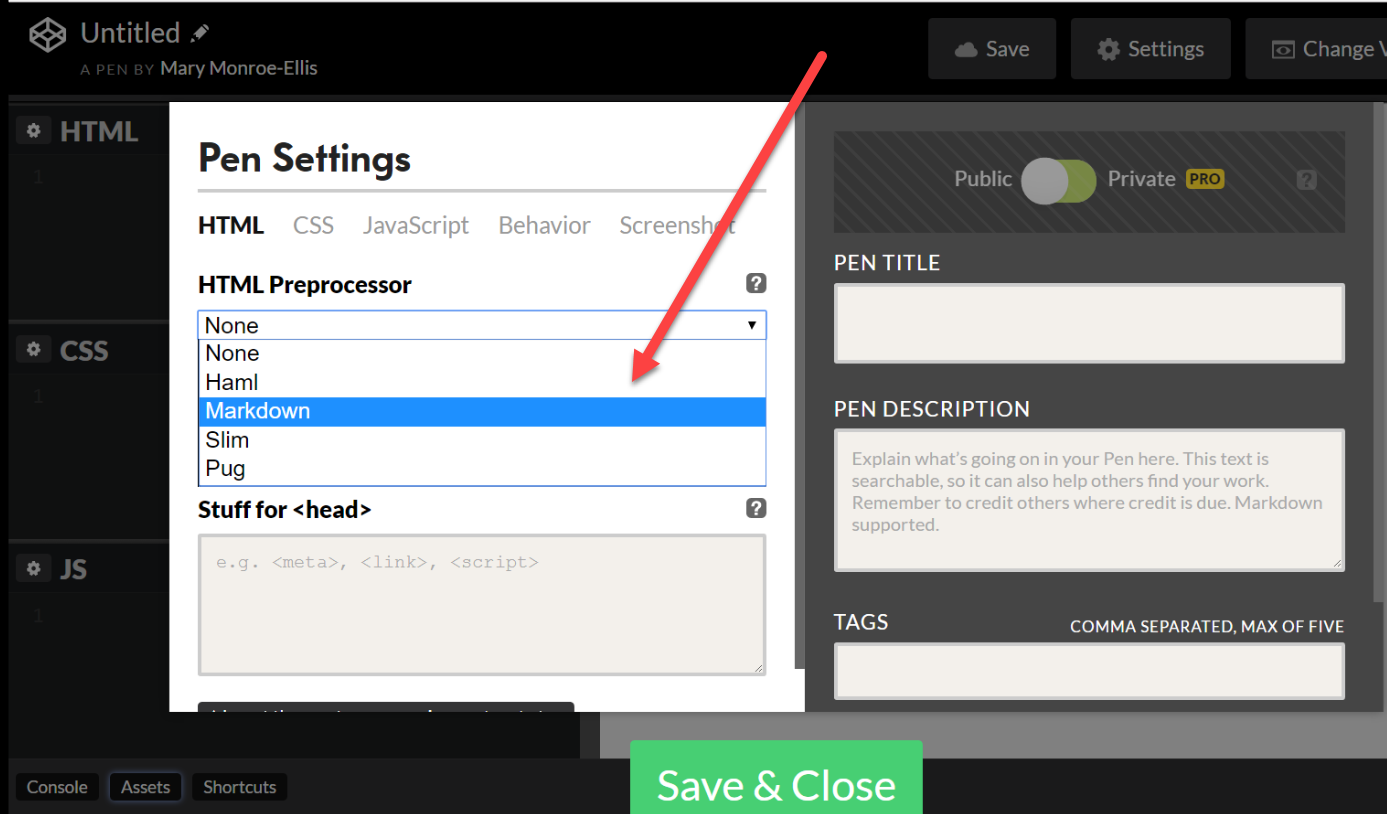 Untitled
A PEN BY Mary Monroe-Ellis
Save
Settings
Change
HTML
1
CSS
1
JS
1
Pen Settings
HTML CSS JavaScript Behavior Screenshot
HTML Preprocessor ?
None ▼
None
Haml
Markdown
Slim
Pug
Stuff for <head> ?
e.g. <meta>, <link>, <script>
Public Private PRO ?
PEN TITLE
PEN DESCRIPTION
Explain what's going on in your Pen here. This text is
searchable, so it can also help others find your work.
Remember to credit others where credit is due. Markdown
supported.
TAGS COMMA SEPARATED, MAX OF FIVE
Save & Close
Console Assets Shortcuts